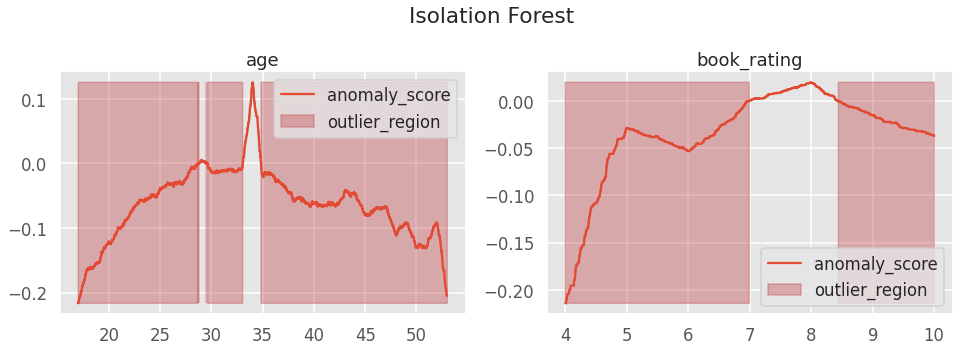 Isolation Forest
age
0.1
0.0
−0.1
−0.2
20 25 30 35 40 45 50
anomaly_score
outlier_region
book_rating
0.00
−0.05
−0.10
−0.15
−0.20
4 5 6 7 8 9 10
anomaly_score
outlier_region